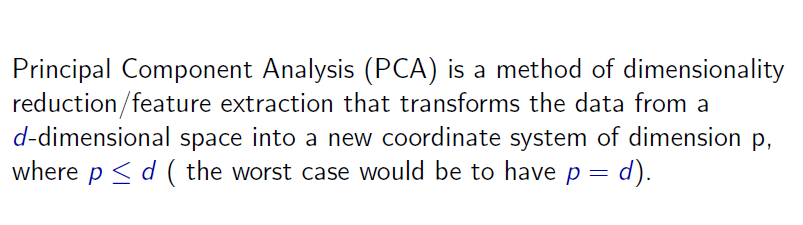 Principal Component Analysis (PCA) is a method of dimensionality
reduction/feature extraction that transforms the data from a
d-dimensional space into a new coordinate system of dimension p,
where p ≤ d ( the worst case would be to have p = d).